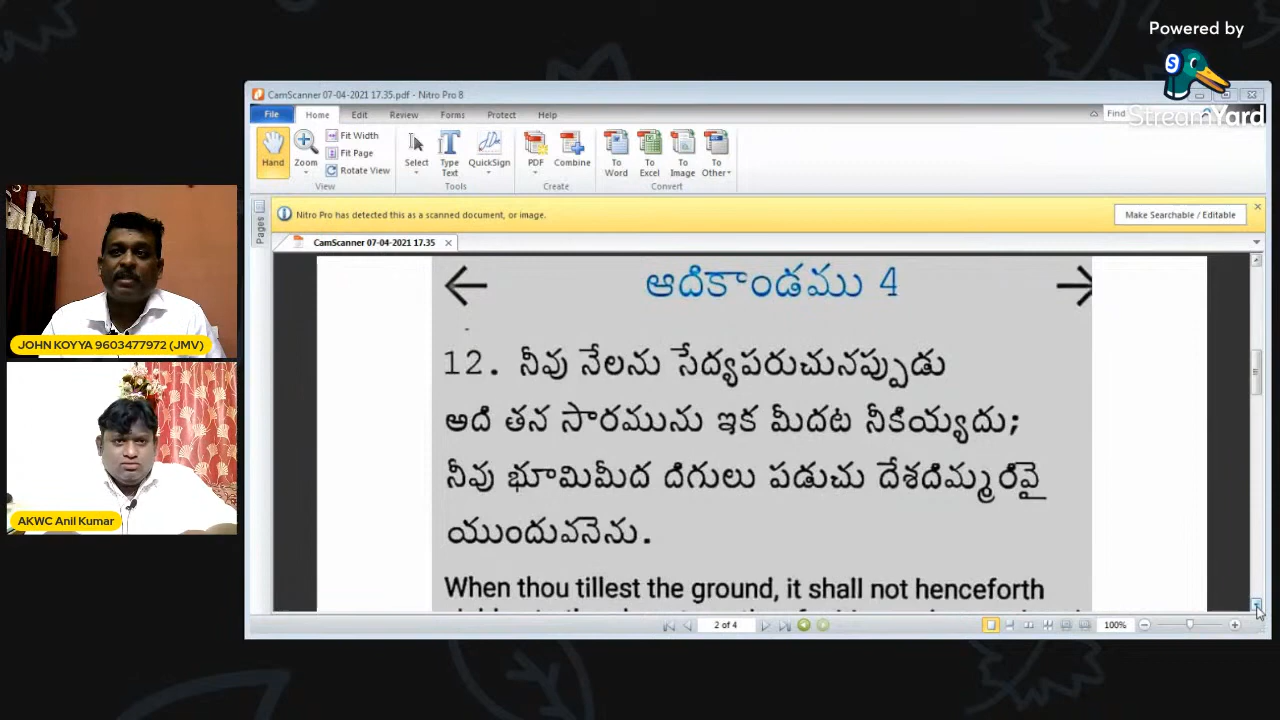 Powered by
StreamYard
CamScanner 07-04-2021 17.35.pdf - Nitro Pro 8
File Home Edit Review Forms Protect Help
Find
Hand Zoom Fit Width Fit Page Rotate View
View
Select Type Text QuickSign
Tools
PDF Combine
Create
To Word To Excel To Image To Other
Convert
Nitro Pro has detected this as a scanned document, or image.
Make Searchable / Editable
Pages
CamScanner 07-04-2021 17.35
ఆదికాండము 4
12. నీవు నేలను సేద్యపరుచునప్పుడు
అది తన సారమును ఇక మీదట నీకియ్యదు;
నీవు భూమిమీద దిగులు పడుచు దేశదిమ్మరివై
యుందువనెను.
When thou tillest the ground, it shall not henceforth
2 of 4
100%
JOHN KOYYA 9603477972 (JMV)
AKWC Anil Kumar